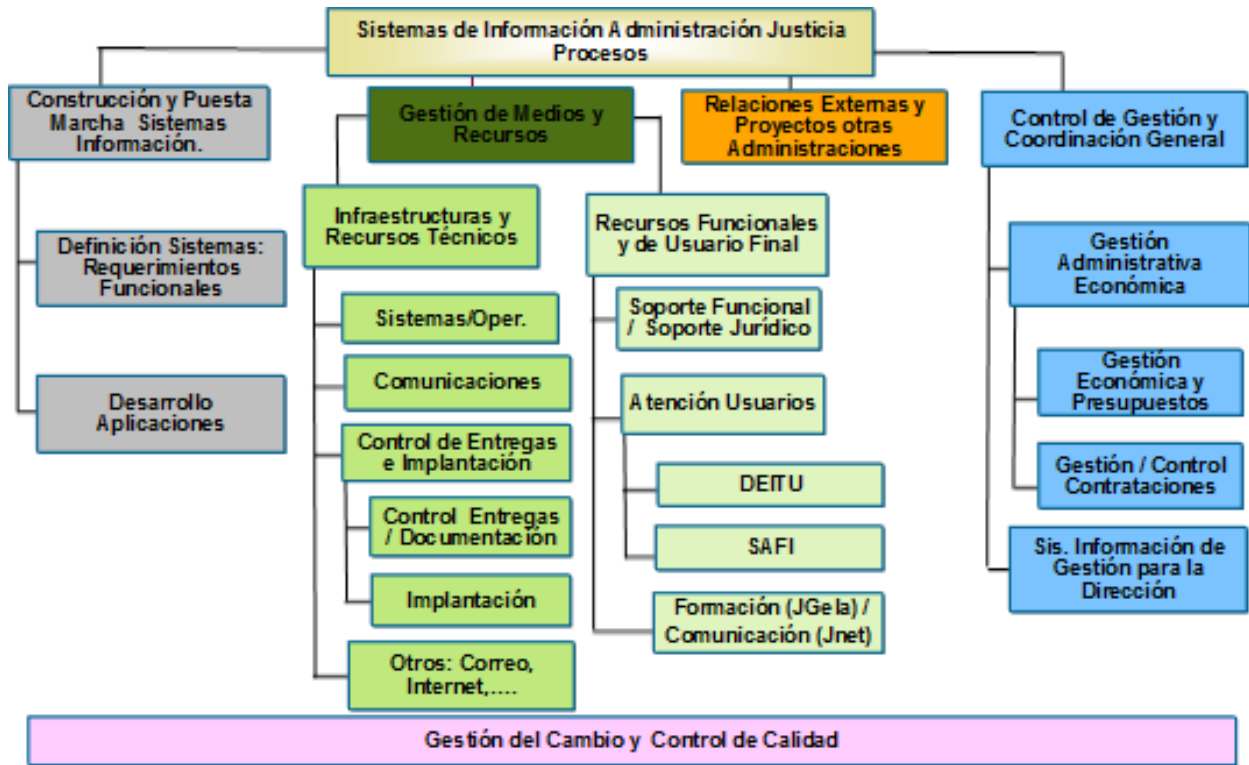 Sistemas de Información Administración Justicia
Procesos
Construcción y Puesta
Marcha Sistemas
Información.
Gestión de Medios y
Recursos
Relaciones Externas y
Proyectos otras
Administraciones
Control de Gestión y
Coordinación General
Definición Sistemas:
Requerimientos
Funcionales
Desarrollo
Aplicaciones
Infraestructuras y
Recursos Técnicos
Sistemas/Oper.
Comunicaciones
Control de Entregas
e Implantación
Control Entregas
/ Documentación
Implantación
Otros: Correo,
Internet,....
Recursos Funcionales
y de Usuario Final
Soporte Funcional
/ Soporte Jurídico
Atención Usuarios
DEITU
SAFI
Formación (JGela) /
Comunicación (Jnet)
Gestión
Administrativa
Económica
Gestión
Económica y
Presupuestos
Gestión / Control
Contrataciones
Sis. Información de
Gestión para la
Dirección
Gestión del Cambio y Control de Calidad